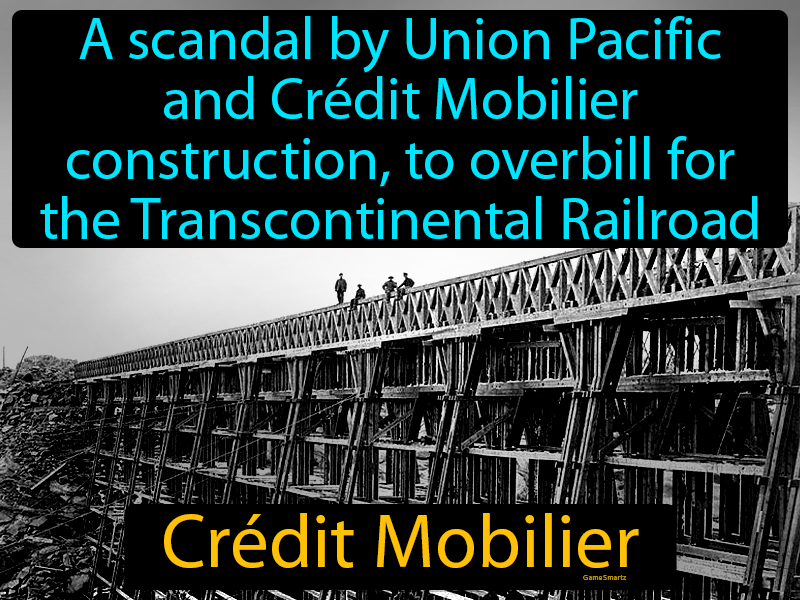 A scandal by Union Pacific
and Crédit Mobilier
construction, to overbill for
the Transcontinental Railroad
Crédit Mobilier
GameSmartz